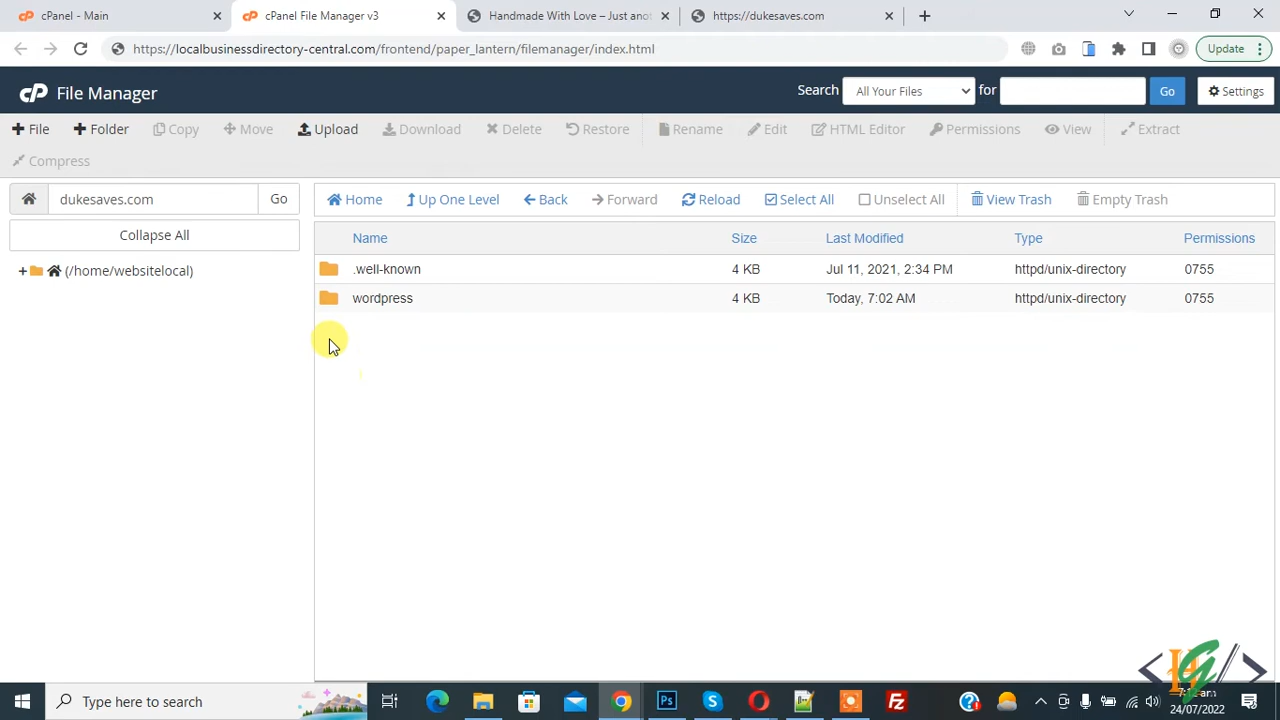 cPanel - Main
cPanel File Manager v3
Handmade With Love – Just anot
https://dukesaves.com
https://localbusinessdirectory-central.com/frontend/paper_lantern/filemanager/index.html
Update
cP File Manager
Search
All Your Files
for
Go
Settings
File
Folder
Copy
Move
Upload
Download
Delete
Restore
Rename
Edit
HTML Editor
Permissions
View
Extract
Compress
dukesaves.com
Go
Home
Up One Level
Back
Forward
Reload
Select All
Unselect All
View Trash
Empty Trash
Collapse All
(/home/websitelocal)
Name Size Last Modified Type Permissions
.well-known 4 KB Jul 11, 2021, 2:34 PM httpd/unix-directory 0755
wordpress 4 KB Today, 7:02 AM httpd/unix-directory 0755
Type here to search
24/07/2022